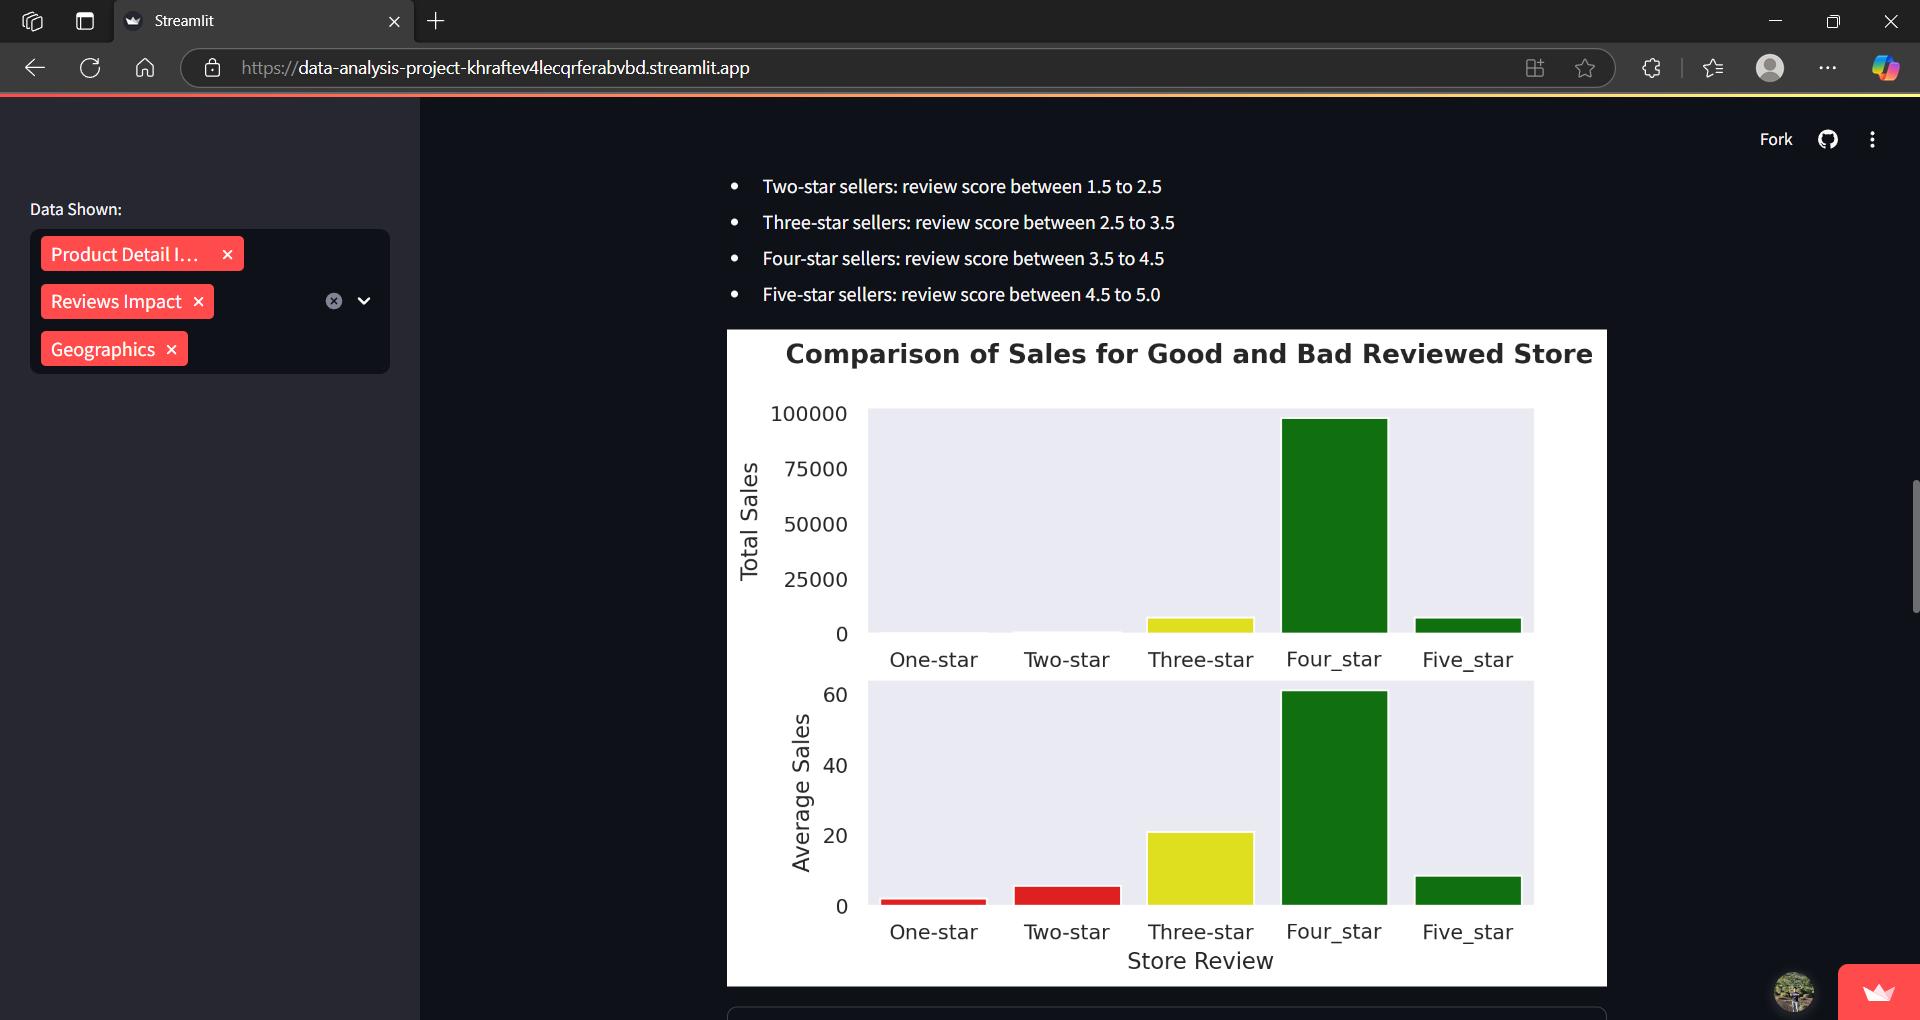 Streamlit
https://data-analysis-project-khraftev4lecqrferabvbd.streamlit.app
Fork
Data Shown:
Product Detail I...
Reviews Impact
Geographics
Two-star sellers: review score between 1.5 to 2.5
Three-star sellers: review score between 2.5 to 3.5
Four-star sellers: review score between 3.5 to 4.5
Five-star sellers: review score between 4.5 to 5.0
Comparison of Sales for Good and Bad Reviewed Store
Total Sales
100000
75000
50000
25000
0
One-star Two-star Three-star Four_star Five_star
Average Sales
60
40
20
0
One-star Two-star Three-star Four_star Five_star
Store Review